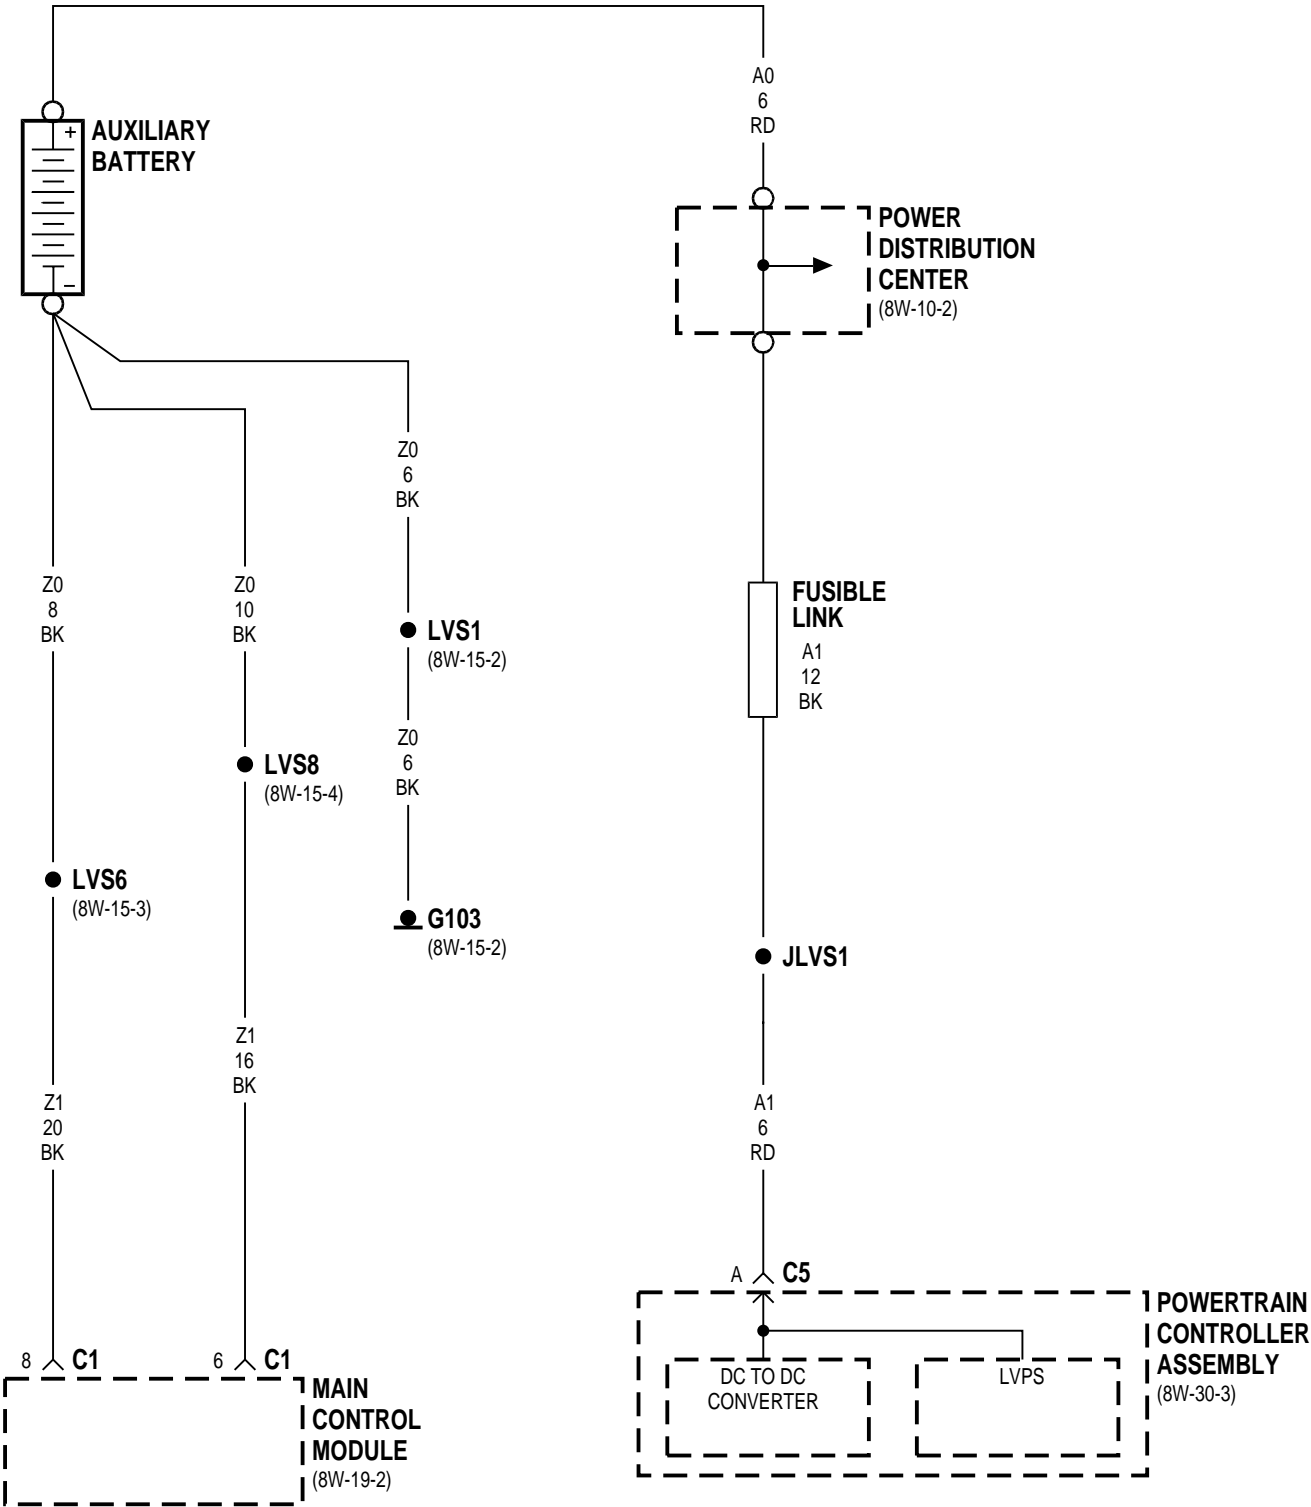 A0
6
RD
+
AUXILIARY
BATTERY
–
POWER
DISTRIBUTION
CENTER
(8W-10-2)
Z0
6
BK
Z0
8
BK
Z0
10
BK
LVS1
(8W-15-2)
FUSIBLE
LINK
A1
12
BK
Z0
6
BK
LVS8
(8W-15-4)
LVS6
(8W-15-3)
G103
(8W-15-2)
JLVS1
Z1
16
BK
Z1
20
BK
A1
6
RD
A C5
8 C1
6 C1
MAIN
CONTROL
MODULE
(8W-19-2)
DC TO DC
CONVERTER
LVPS
POWERTRAIN
CONTROLLER
ASSEMBLY
(8W-30-3)